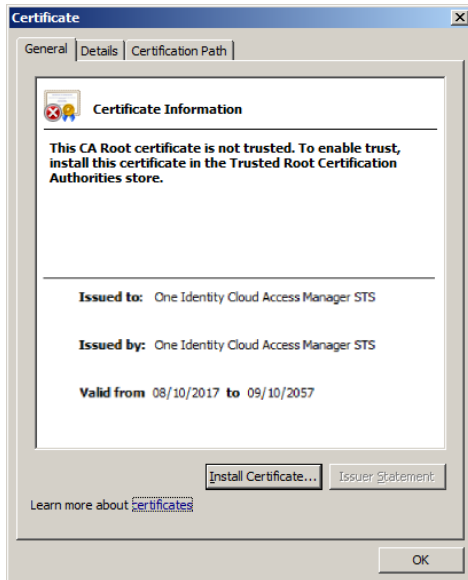 Certificate
General
Details
Certification Path
Certificate Information
This CA Root certificate is not trusted. To enable trust,
install this certificate in the Trusted Root Certification
Authorities store.
Issued to: One Identity Cloud Access Manager STS
Issued by: One Identity Cloud Access Manager STS
Valid from 08/10/2017 to 09/10/2057
Install Certificate... Issuer Statement
Learn more about certificates
OK